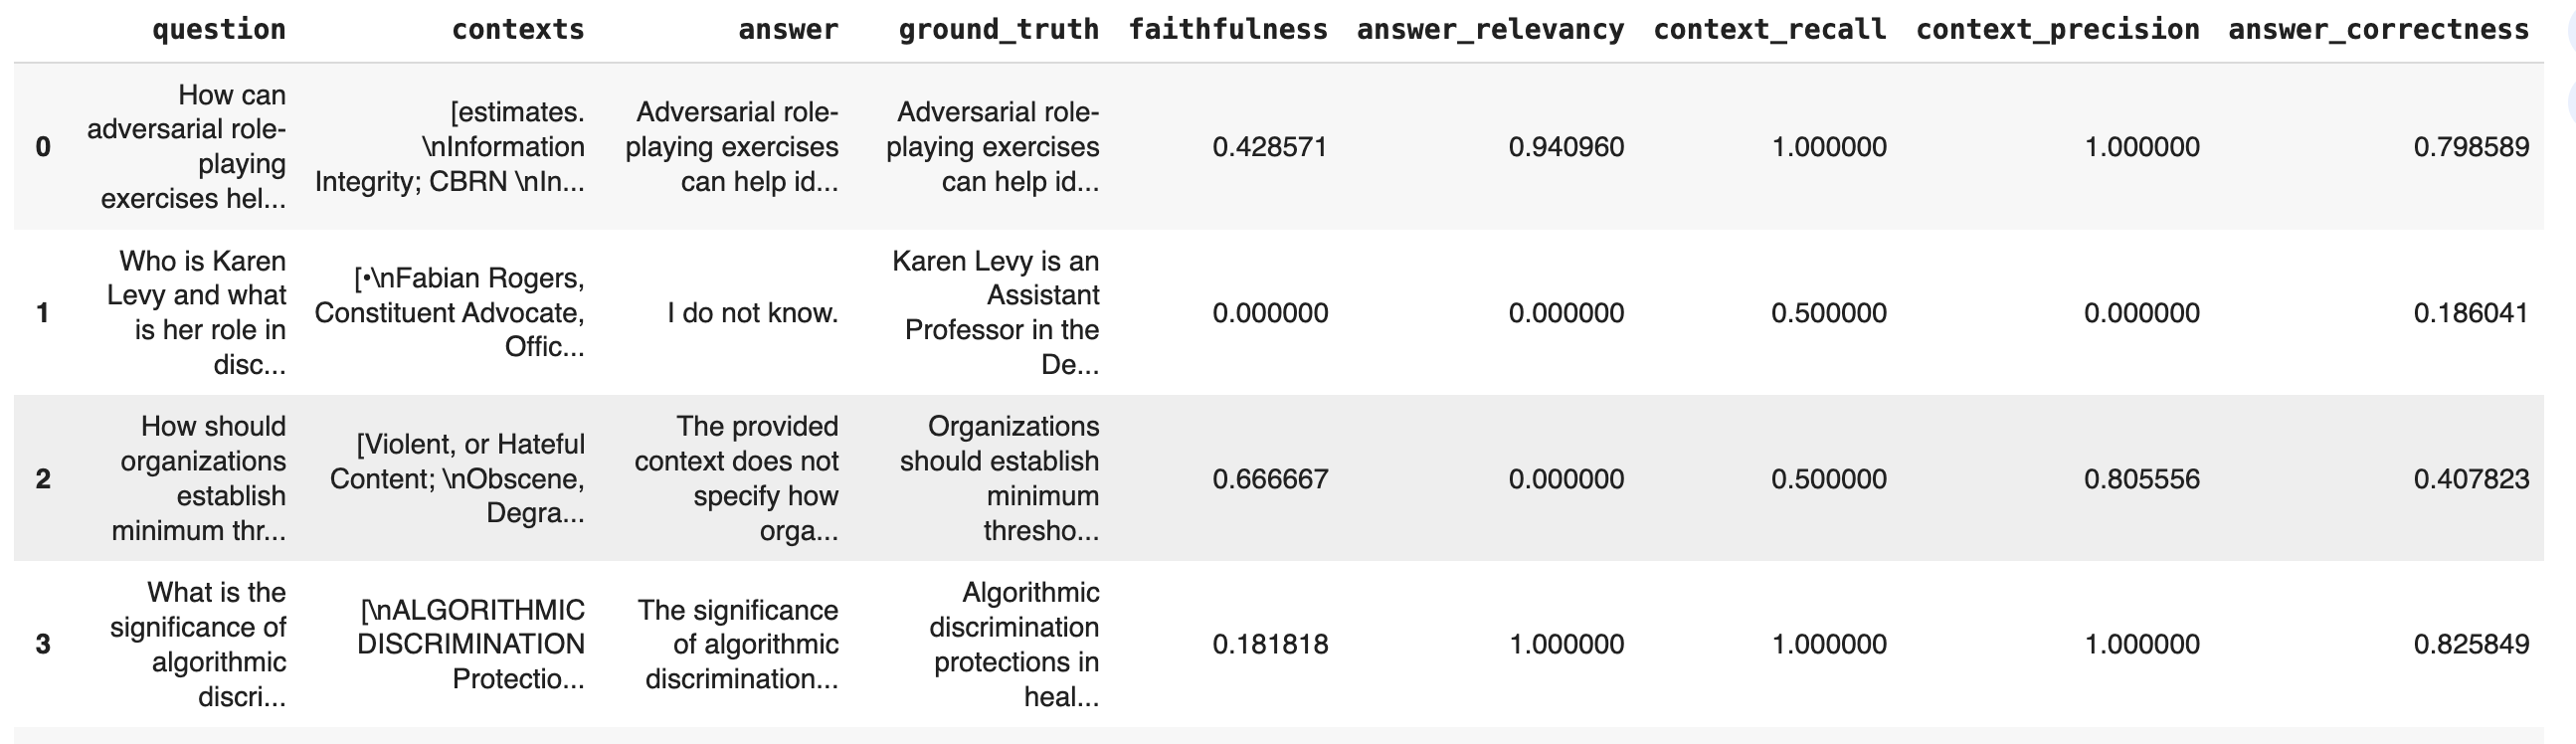 question contexts answer ground_truth faithfulness answer_relevancy context_recall context_precision answer_correctness
0 How can adversarial role-playing exercises hel... [estimates. \nInformation Integrity; CBRN \nIn... Adversarial role-playing exercises can help id... Adversarial role-playing exercises can help id... 0.428571 0.940960 1.000000 1.000000 0.798589
1 Who is Karen Levy and what is her role in disc... [•\nFabian Rogers, Constituent Advocate, Offic... I do not know. Karen Levy is an Assistant Professor in the De... 0.000000 0.000000 0.500000 0.000000 0.186041
2 How should organizations establish minimum thr... [Violent, or Hateful Content; \nObscene, Degra... The provided context does not specify how orga... Organizations should establish minimum thresho... 0.666667 0.000000 0.500000 0.805556 0.407823
3 What is the significance of algorithmic discri... [\nALGORITHMIC DISCRIMINATION Protectio... The significance of algorithmic discrimination... Algorithmic discrimination protections in heal... 0.181818 1.000000 1.000000 1.000000 0.825849